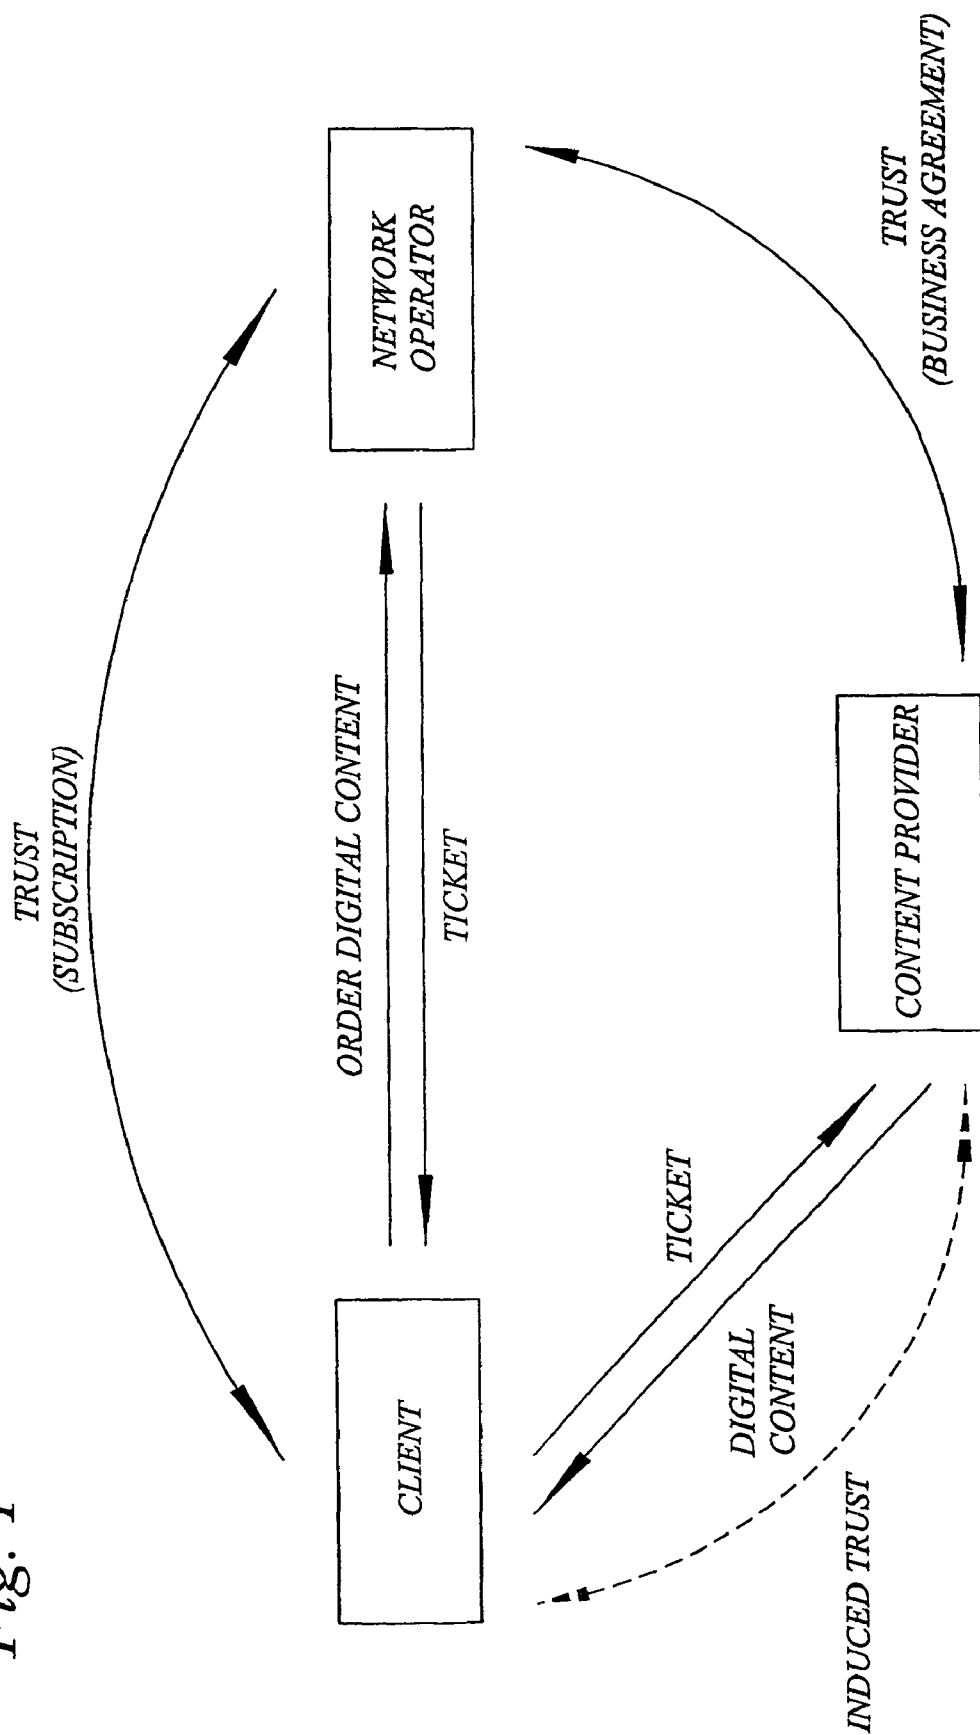 Fig. 1
TRUST
(SUBSCRIPTION)
ORDER DIGITAL CONTENT
TICKET
CLIENT
NETWORK
OPERATOR
TICKET
DIGITAL
CONTENT
INDUCED TRUST
CONTENT PROVIDER
TRUST
(BUSINESS AGREEMENT)